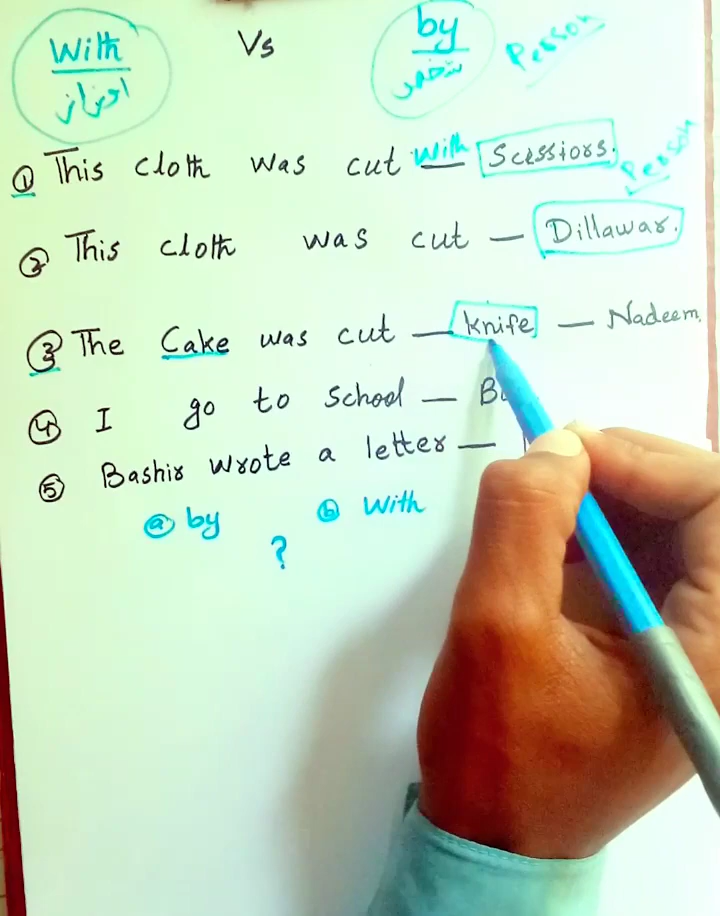 With Vs by Person
اوزار شخص
① This cloth was cut with Scissiors. Person
② This cloth was cut — Dillawar.
③ The Cake was cut — knife — Nadeem.
④ I go to School —
⑤ Bashir wrote a letter —
ⓐ by ⓑ With
?